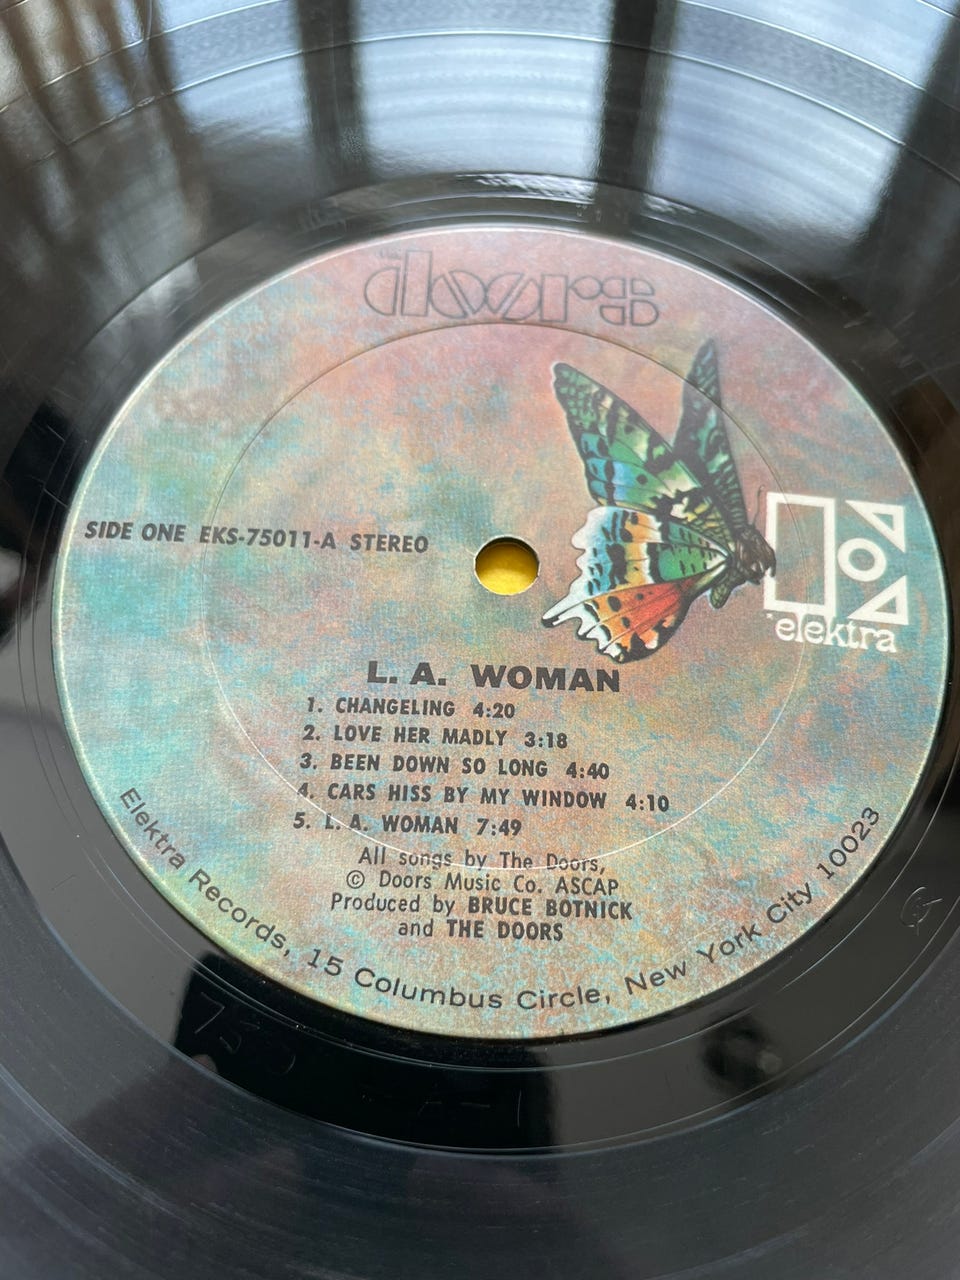 the doors
SIDE ONE EKS-75011-A STEREO
elektra
L. A. WOMAN
1. CHANGELING 4:20
2. LOVE HER MADLY 3:18
3. BEEN DOWN SO LONG 4:40
4. CARS HISS BY MY WINDOW 4:10
5. L. A. WOMAN 7:49
All songs by The Doors,
© Doors Music Co. ASCAP
Produced by BRUCE BOTNICK
and THE DOORS
Elektra Records, 15 Columbus Circle, New York City 10023